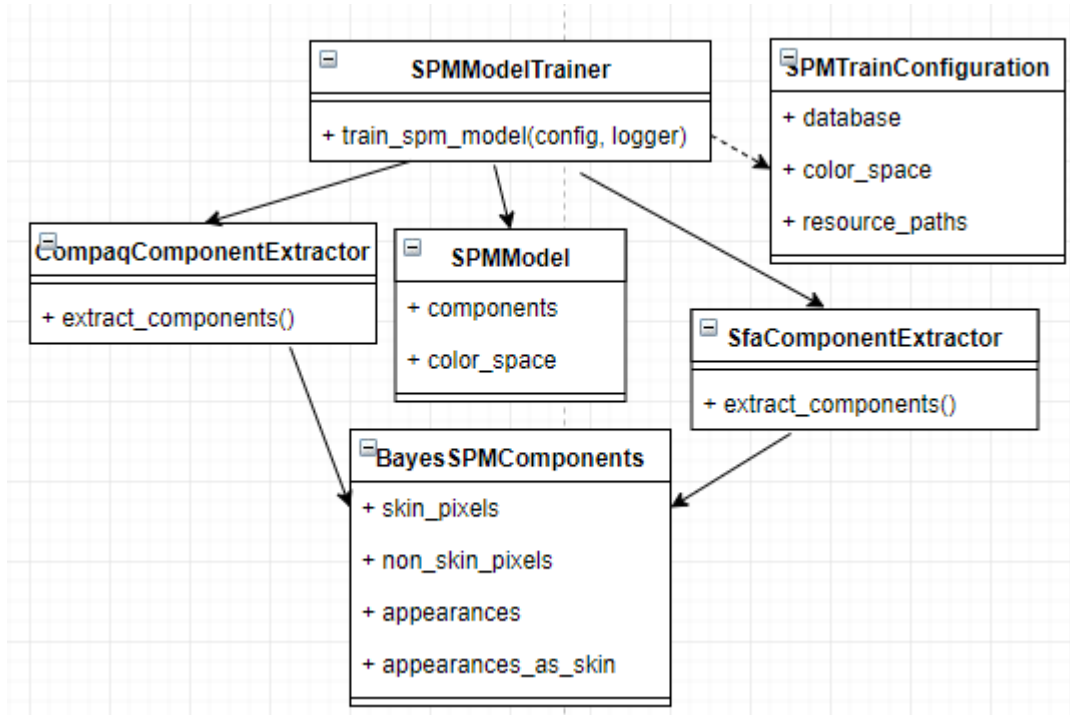 SPMModelTrainer
+ train_spm_model(config, logger)
SPMTrainConfiguration
+ database
+ color_space
+ resource_paths
CompaqComponentExtractor
+ extract_components()
SPMModel
+ components
+ color_space
SfaComponentExtractor
+ extract_components()
BayesSPMComponents
+ skin_pixels
+ non_skin_pixels
+ appearances
+ appearances_as_skin